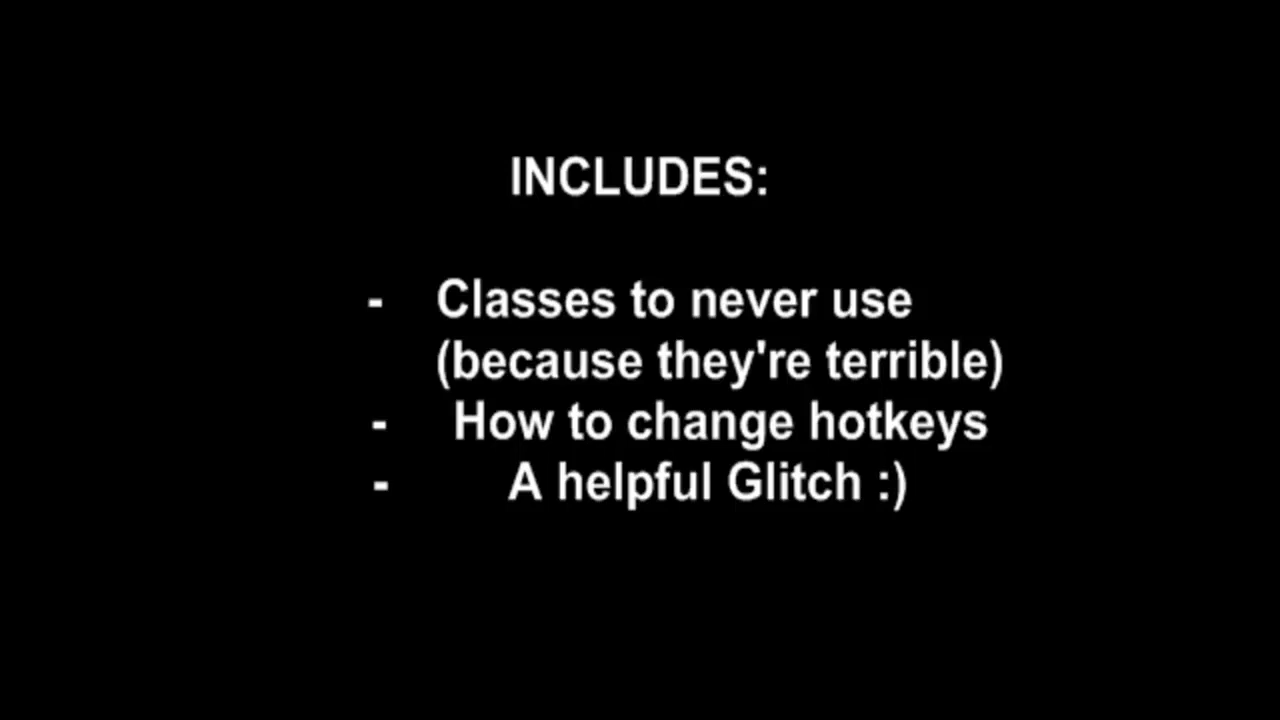 INCLUDES:
- Classes to never use
(because they're terrible)
- How to change hotkeys
- A helpful Glitch :)